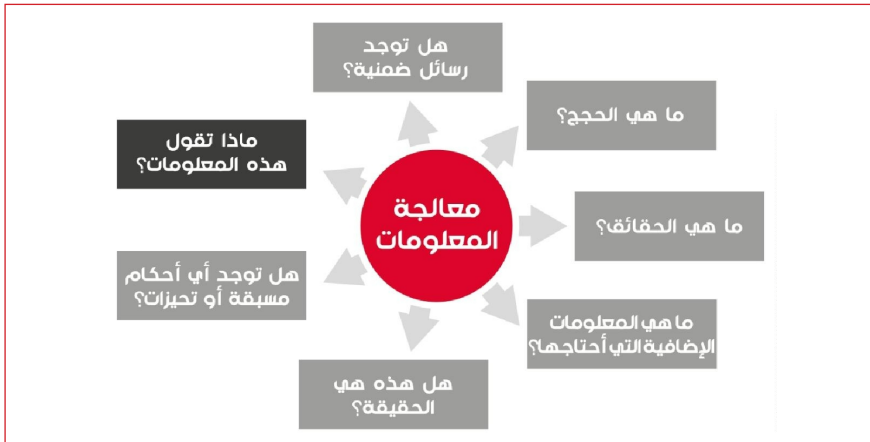 هل توجد
رسائل ضمنية؟
ما هي الحجج؟
ماذا تقول
هذه المعلومات؟
معالجة
المعلومات
ما هي الحقائق؟
هل توجد أي أحكام
مسبقة أو تحيزات؟
ما هي المعلومات
الإضافية التي أحتاجها؟
هل هذه هي
الحقيقة؟